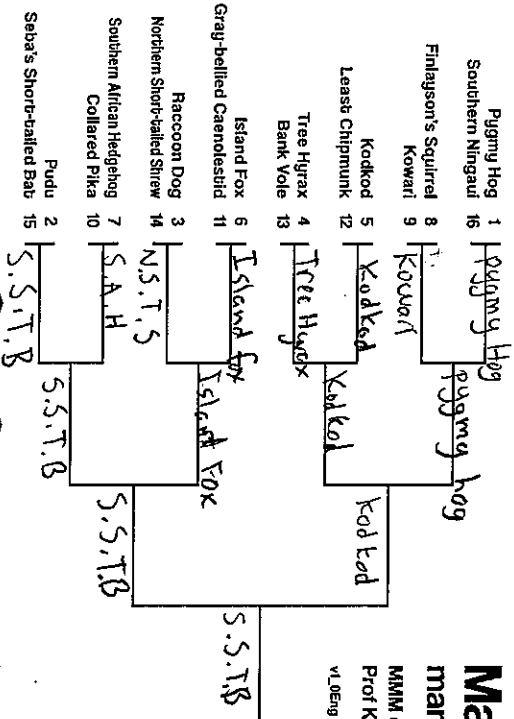 Ma
mar
MMM
Prof K
v1_0Eng
Pygmy Hog 1
Southern Ningaui 16
Finlayson's Squirrel 8
Kowari 9
Kodkod 5
Least Chipmunk 12
Tree Hyrax 4
Bank Vole 13
Island Fox 6
Gray-bellied Caenolestid 11
Raccoon Dog 3
Northern Short-tailed Shrew 14
Southern African Hedgehog 7
Collared Pika 10
Pudu 2
Seba's Short-tailed Bat 15
Pygmy Hog
Kowari
Kodkod
Tree Hyrax
Island fox
N.S.T.S
S.A.H
S.S.T.B
Pygmy hog
Kodkod
Island Fox
S.S.T.B
Kodkod
S.S.T.B
S.S.T.B